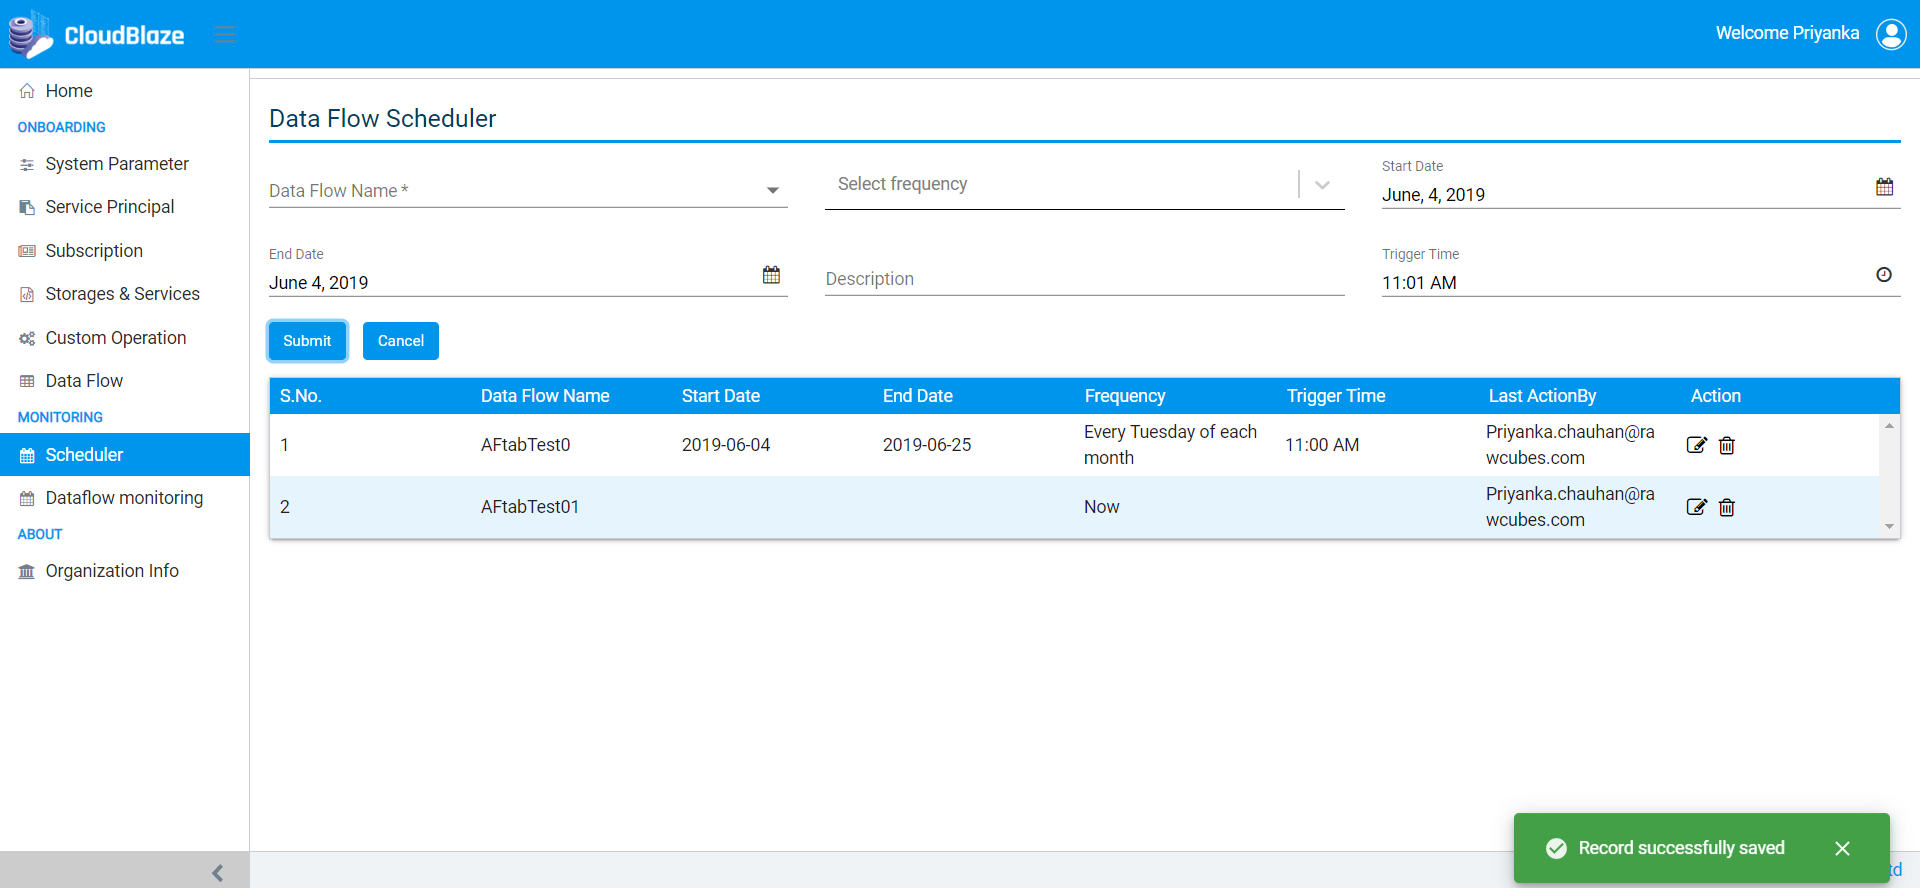 CloudBlaze
Welcome Priyanka
Home
ONBOARDING
System Parameter
Service Principal
Subscription
Storages & Services
Custom Operation
Data Flow
MONITORING
Scheduler
Dataflow monitoring
ABOUT
Organization Info
Data Flow Scheduler
Data Flow Name *
Select frequency
Start Date
June, 4, 2019
End Date
June 4, 2019
Description
Trigger Time
11:01 AM
Submit
Cancel
S.No. Data Flow Name Start Date End Date Frequency Trigger Time Last ActionBy Action
1 AFtabTest0 2019-06-04 2019-06-25 Every Tuesday of each 11:00 AM Priyanka.chauhan@ra
month wcubes.com
2 AFtabTest01 Now Priyanka.chauhan@ra
wcubes.com
Record successfully saved
td